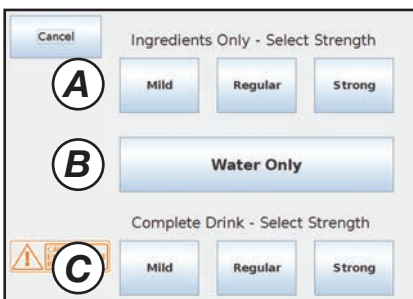 Cancel
Ingredients Only - Select Strength
A
Mild Regular Strong
B
Water Only
Complete Drink - Select Strength
C
Mild Regular Strong